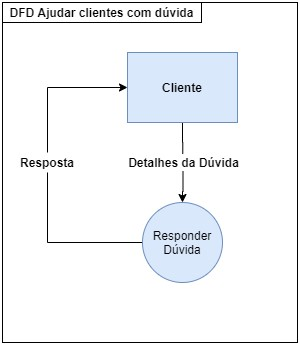 DFD Ajudar clientes com dúvida
Cliente
Resposta
Detalhes da Dúvida
Responder
Dúvida